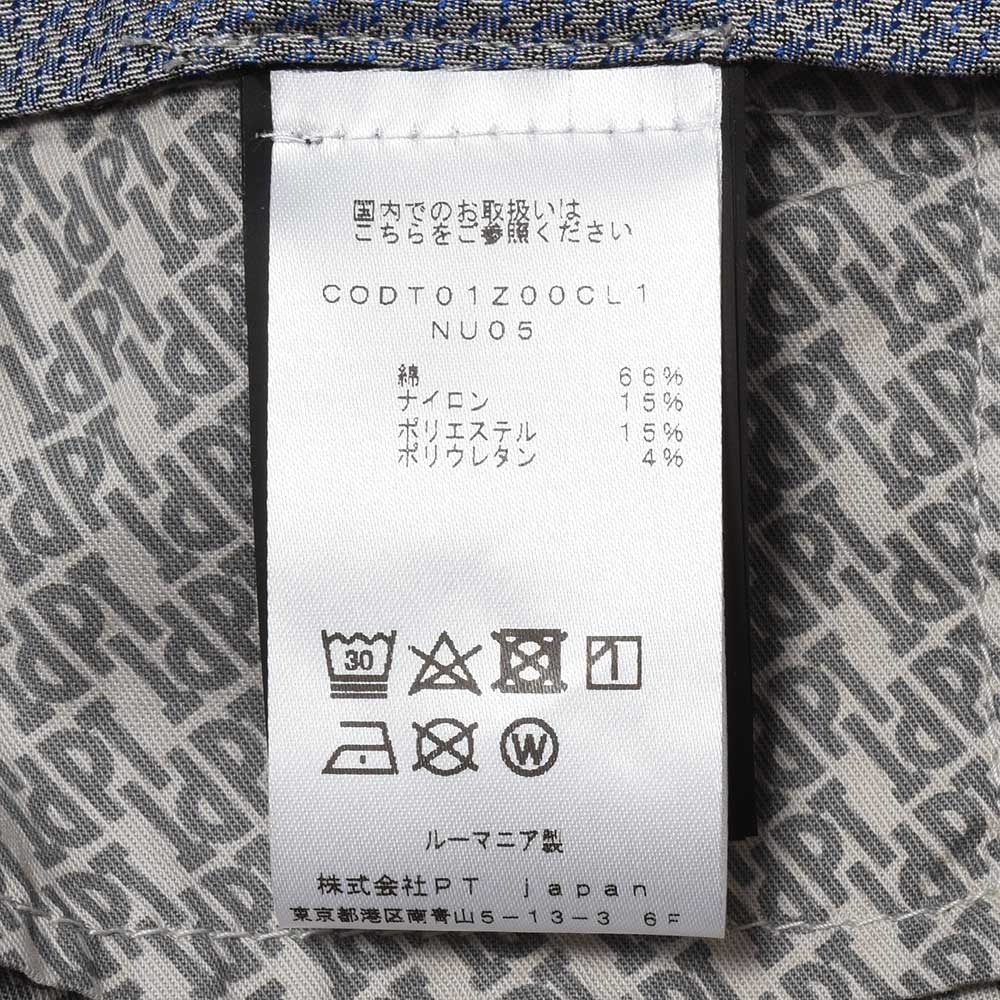 国内でのお取扱いは
こちらをご参照ください
CODT01Z00CL1
NU05
綿 66%
ナイロン 15%
ポリエステル 15%
ポリウレタン 4%
30
W
ルーマニア製
株式会社PT japan
東京都港区南青山5-13-3 6F